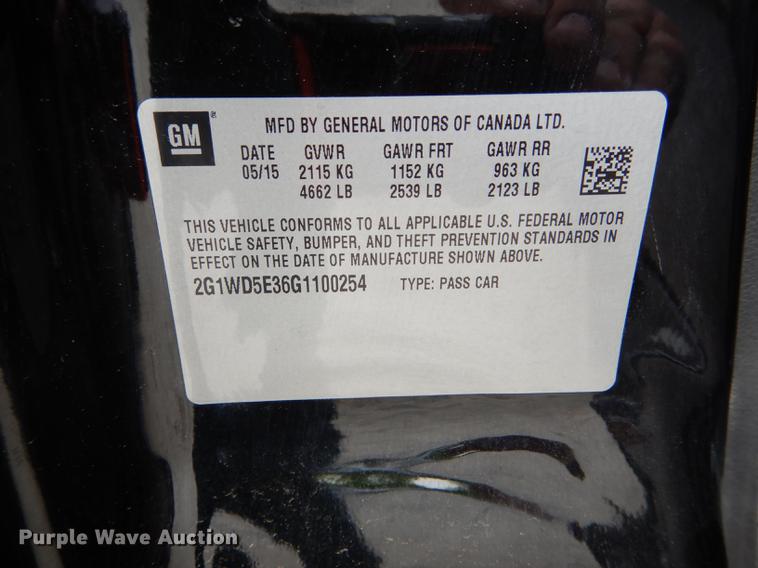 GM
MFD BY GENERAL MOTORS OF CANADA LTD.
DATE GVWR GAWR FRT GAWR RR
05/15 2115 KG 1152 KG 963 KG
4662 LB 2539 LB 2123 LB
THIS VEHICLE CONFORMS TO ALL APPLICABLE U.S. FEDERAL MOTOR
VEHICLE SAFETY, BUMPER, AND THEFT PREVENTION STANDARDS IN
EFFECT ON THE DATE OF MANUFACTURE SHOWN ABOVE.
2G1WD5E36G1100254 TYPE: PASS CAR
Purple Wave Auction